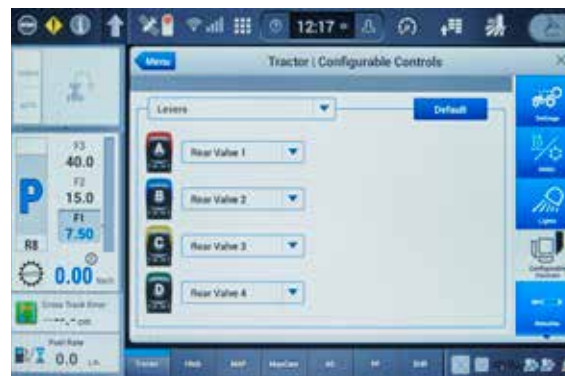 12:17
Menu
Tractor | Configurable Controls
Levers
Default
A
Rear Valve 1
B
Rear Valve 2
C
Rear Valve 3
D
Rear Valve 4
F3
40.0
F2
15.0
F1
7.50
P
R8
0.00
Cross Track Error
cm
Fuel Rate
0.0
Settings
Lights
Configurable Controls
Tractor